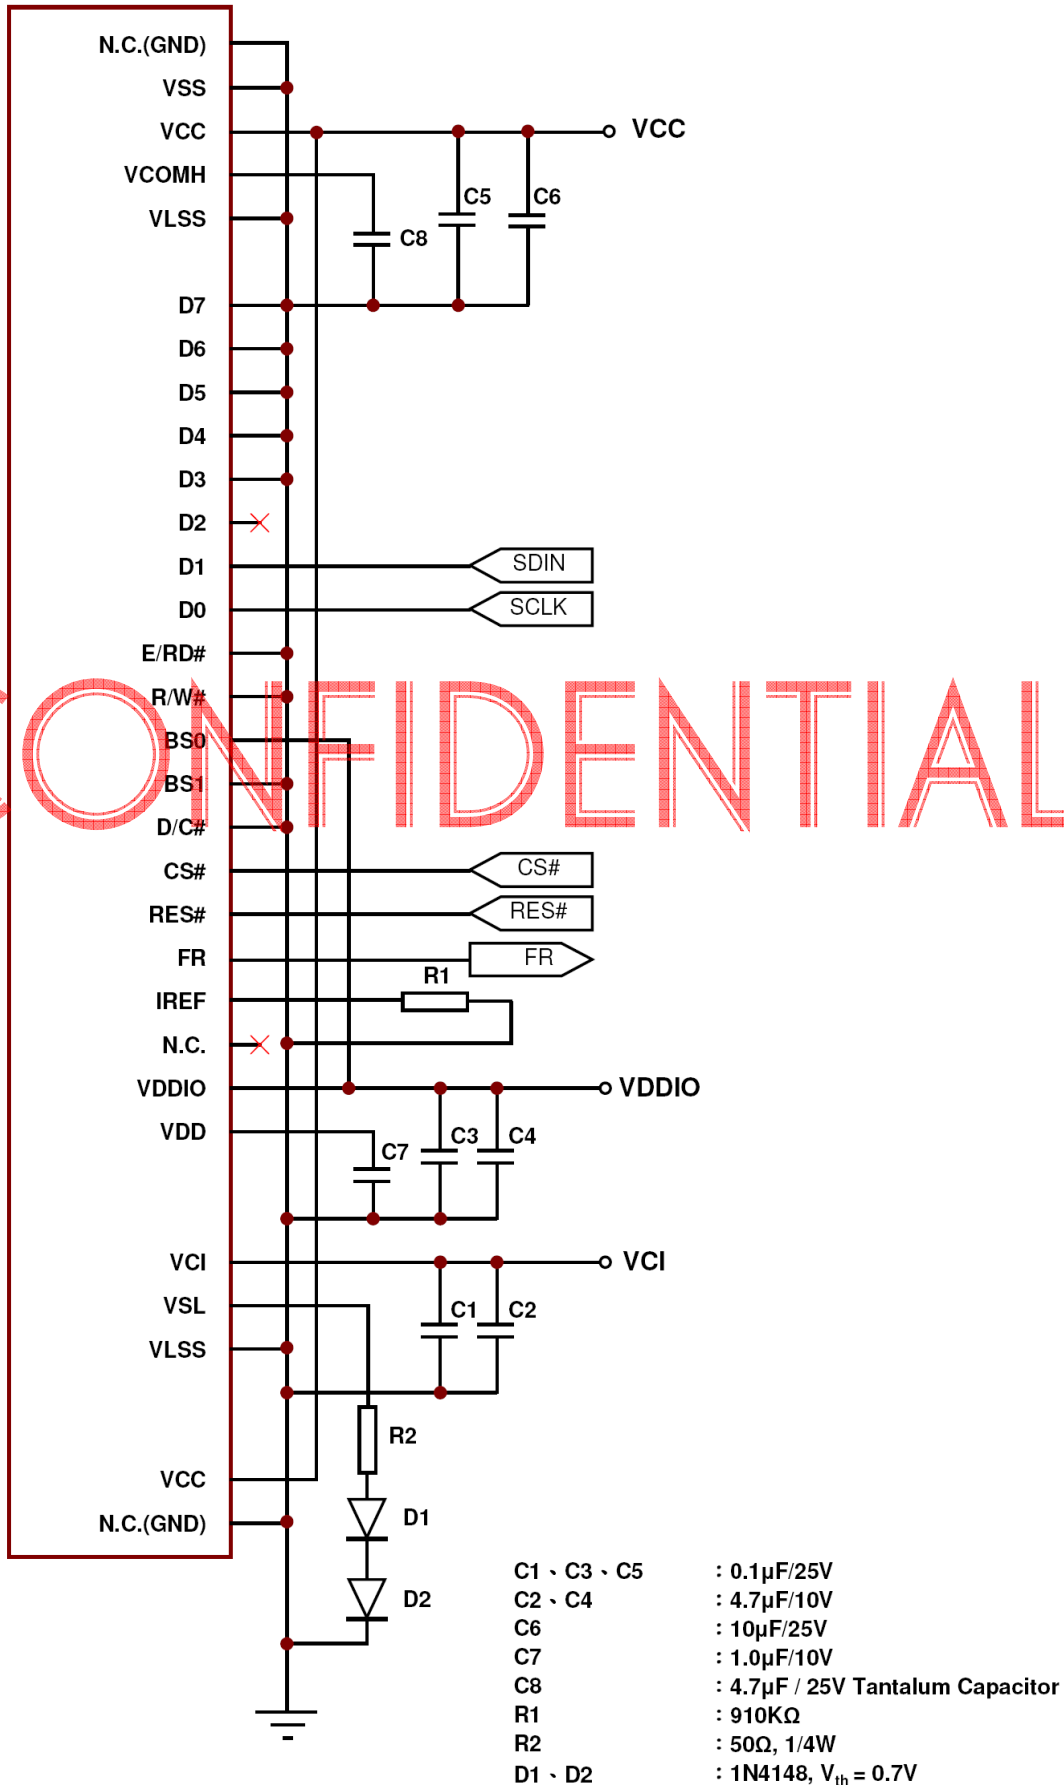 N.C.(GND)
VSS
VCC
VCC
VCOMH
C5
C6
VLSS
C8
D7
D6
D5
D4
D3
D2
D1
SDIN
D0
SCLK
E/RD#
R/W#
CONFIDENTIAL
BS0
BS1
D/C#
CS#
CS#
RES#
RES#
FR
FR
R1
IREF
N.C.
VDDIO
VDDIO
VDD
C7
C3
C4
VCI
VCI
VSL
C1
C2
VLSS
R2
VCC
D1
N.C.(GND)
D2
C1、C3、C5 : 0.1µF/25V
C2、C4 : 4.7µF/10V
C6 : 10µF/25V
C7 : 1.0µF/10V
C8 : 4.7µF / 25V Tantalum Capacitor
R1 : 910KΩ
R2 : 50Ω, 1/4W
D1、D2 : 1N4148, Vth = 0.7V